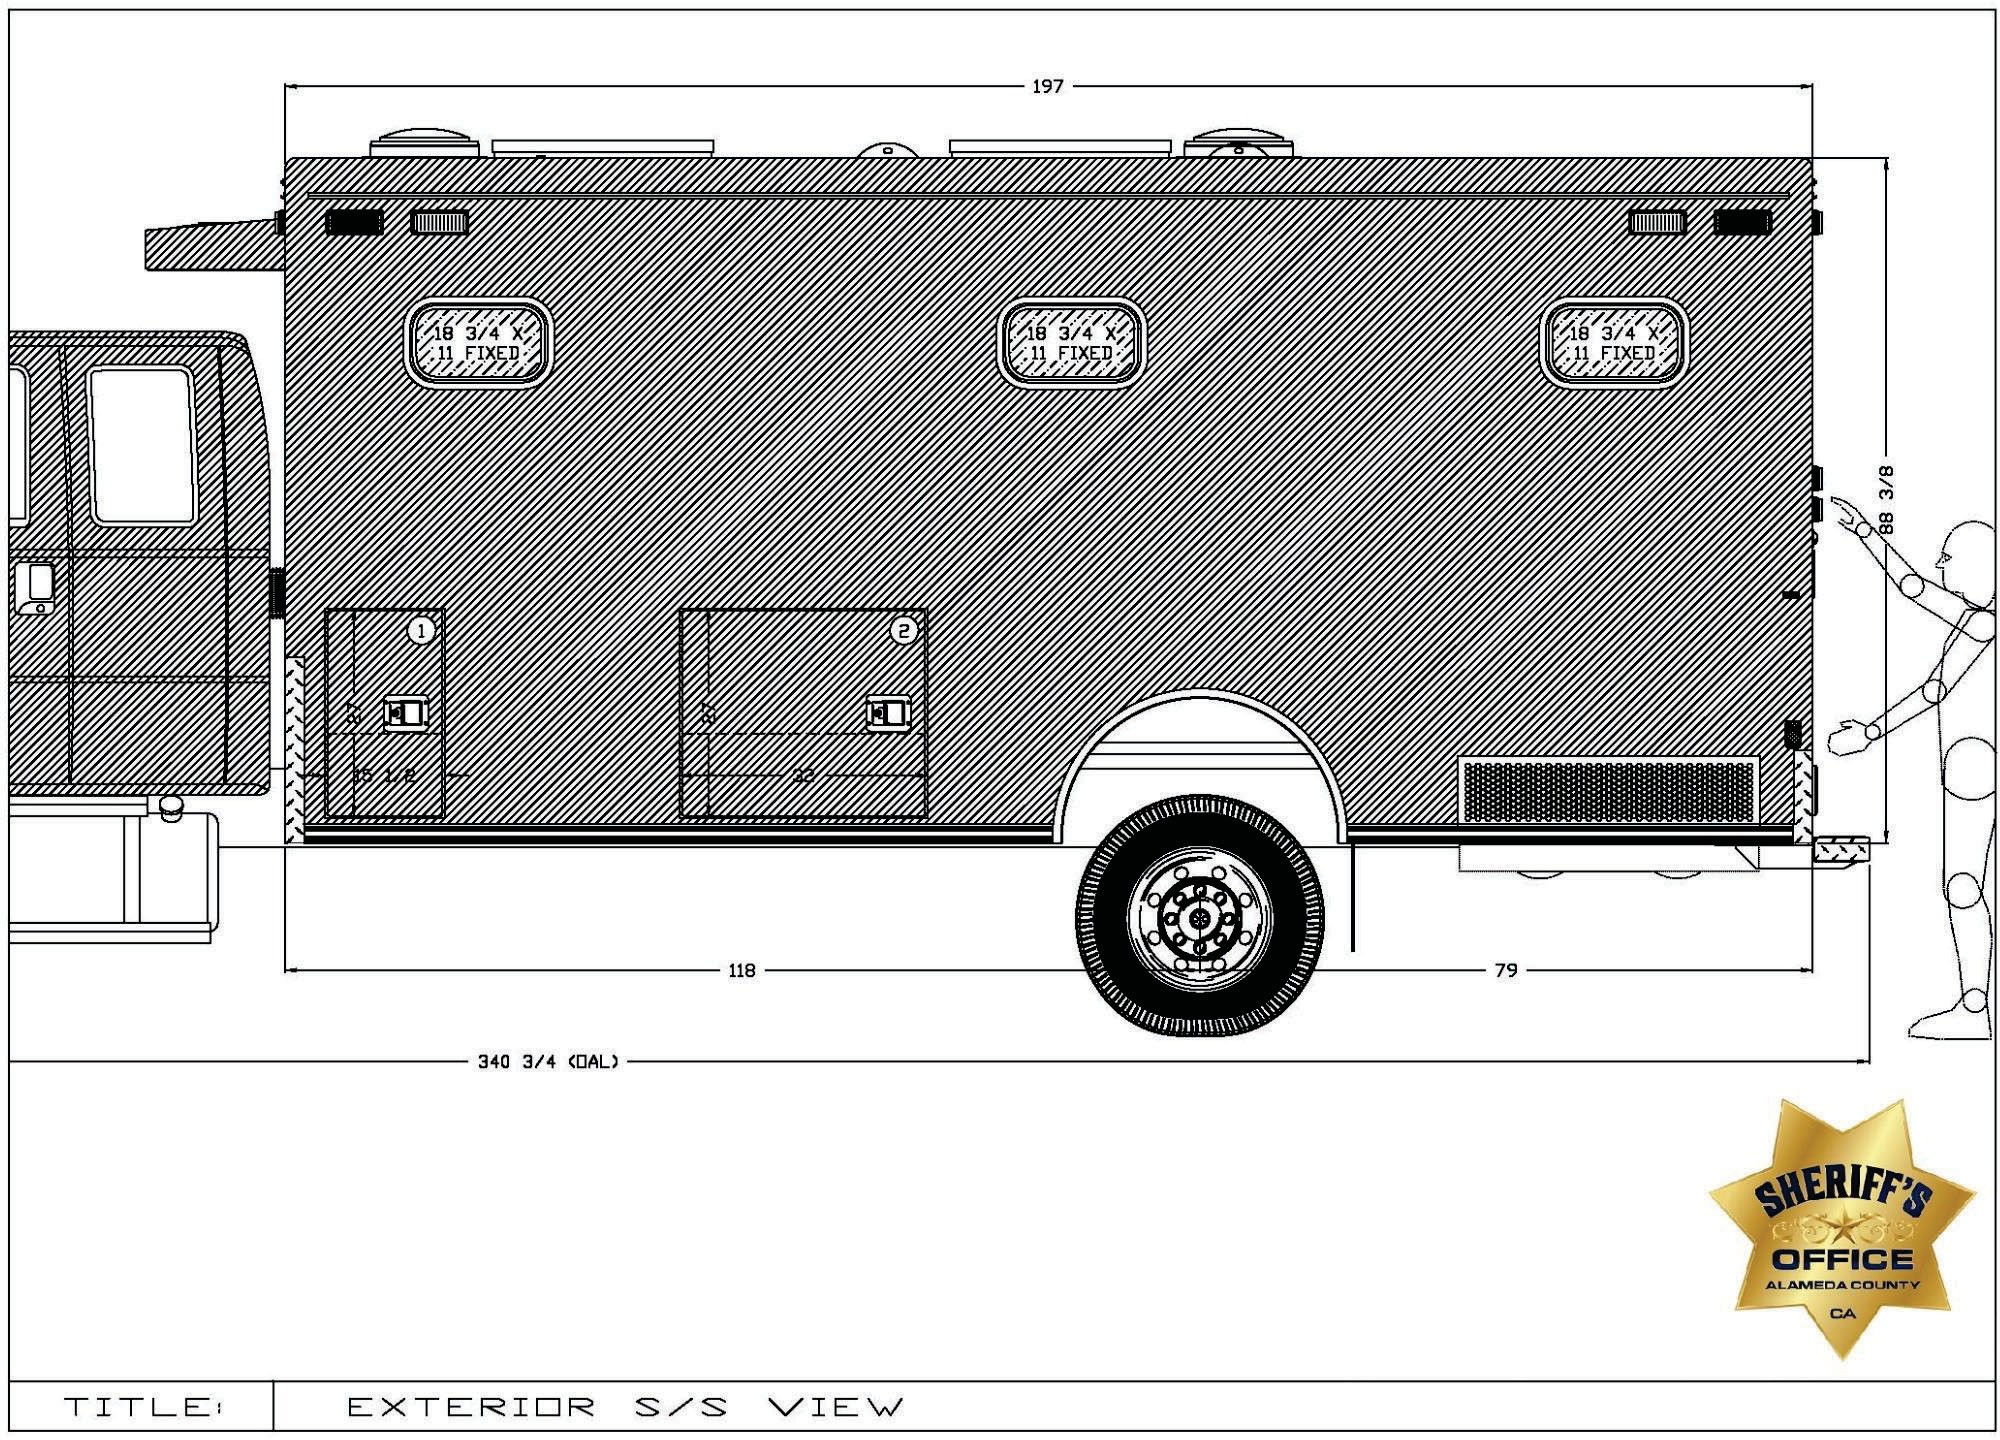 197
18 3/4 X
11 FIXED
18 3/4 X
11 FIXED
18 3/4 X
11 FIXED
88 3/8
1
2
27
27
15 1/2
32
118
79
340 3/4 (OAL)
SHERIFF'S
OFFICE
ALAMEDA COUNTY
CA
TITLE: EXTERIOR S/S VIEW